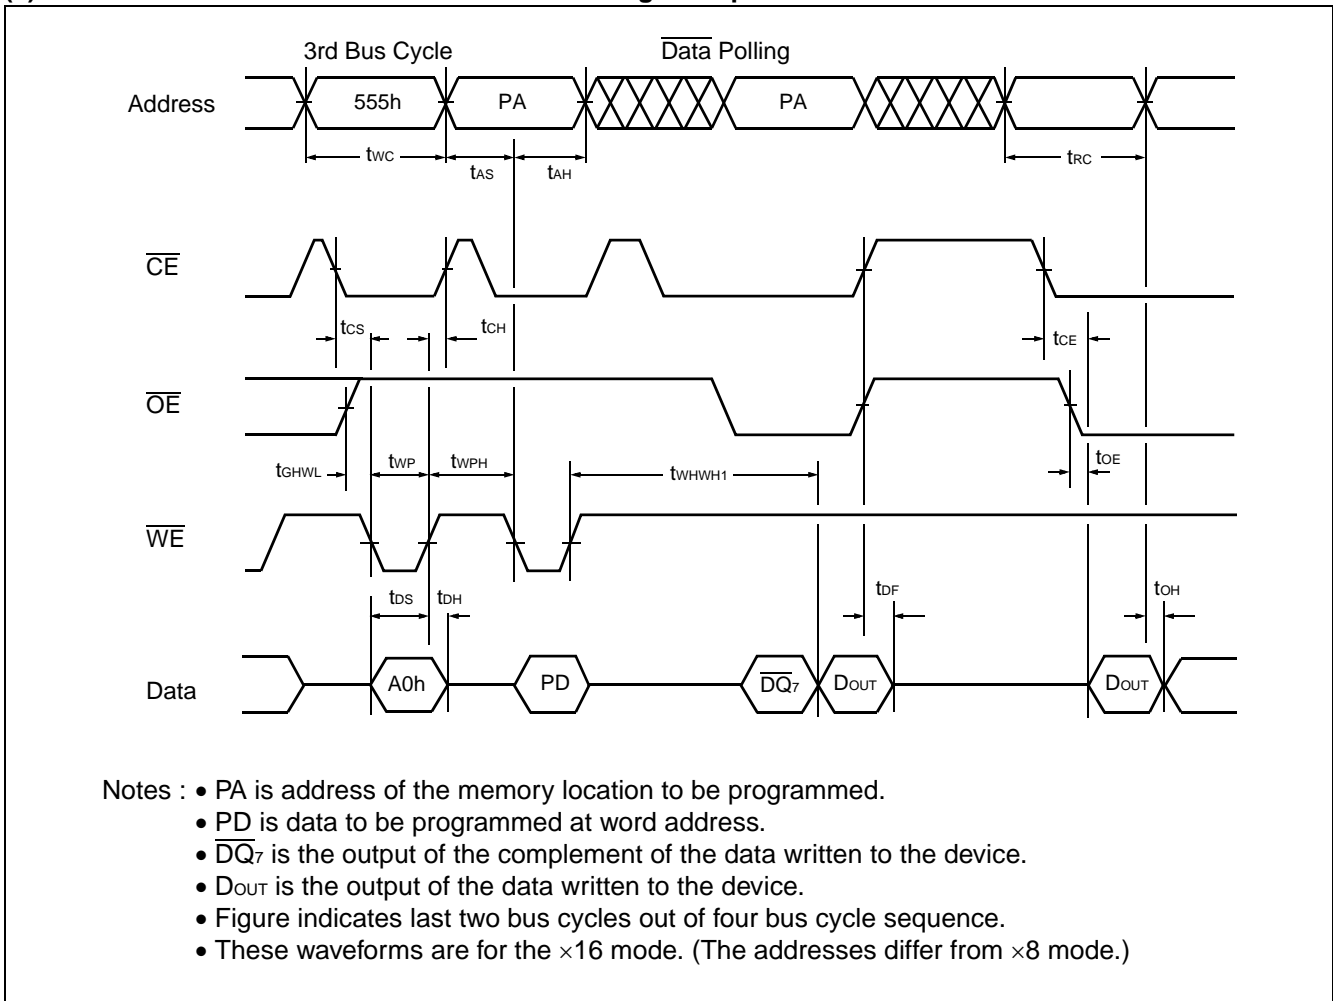 3rd Bus Cycle Data Polling
Address 555h PA PA
tWC tAS tAH tRC
CE
tCS tCH tCE
OE
tGHWL tWP tWPH tWHWH1 tOE
WE
tDS tDH tDF tOH
Data A0h PD DQ7 DOUT DOUT
Notes : • PA is address of the memory location to be programmed.
• PD is data to be programmed at word address.
• DQ7 is the output of the complement of the data written to the device.
• DOUT is the output of the data written to the device.
• Figure indicates last two bus cycles out of four bus cycle sequence.
• These waveforms are for the ×16 mode. (The addresses differ from ×8 mode.)